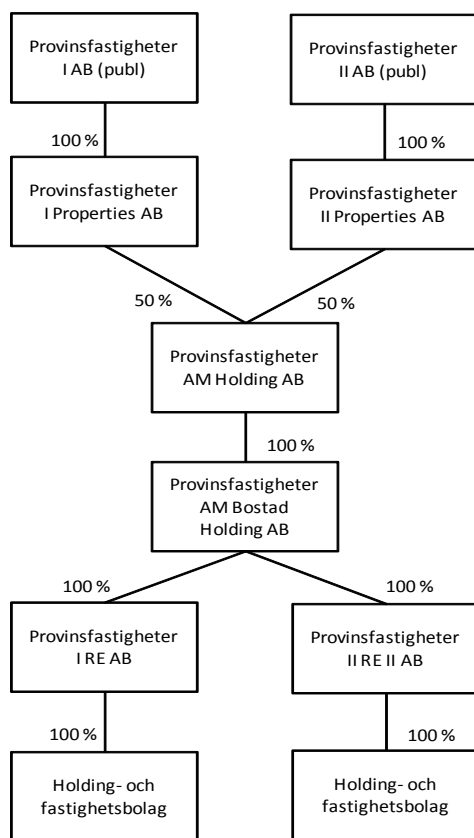 Provinsfastigheter
I AB (publ)
Provinsfastigheter
II AB (publ)
100 %
100 %
Provinsfastigheter
I Properties AB
Provinsfastigheter
II Properties AB
50 %
50 %
Provinsfastigheter
AM Holding AB
100 %
Provinsfastigheter
AM Bostad
Holding AB
100 %
100 %
Provinsfastigheter
I RE AB
Provinsfastigheter
II RE II AB
100 %
100 %
Holding- och
fastighetsbolag
Holding- och
fastighetsbolag